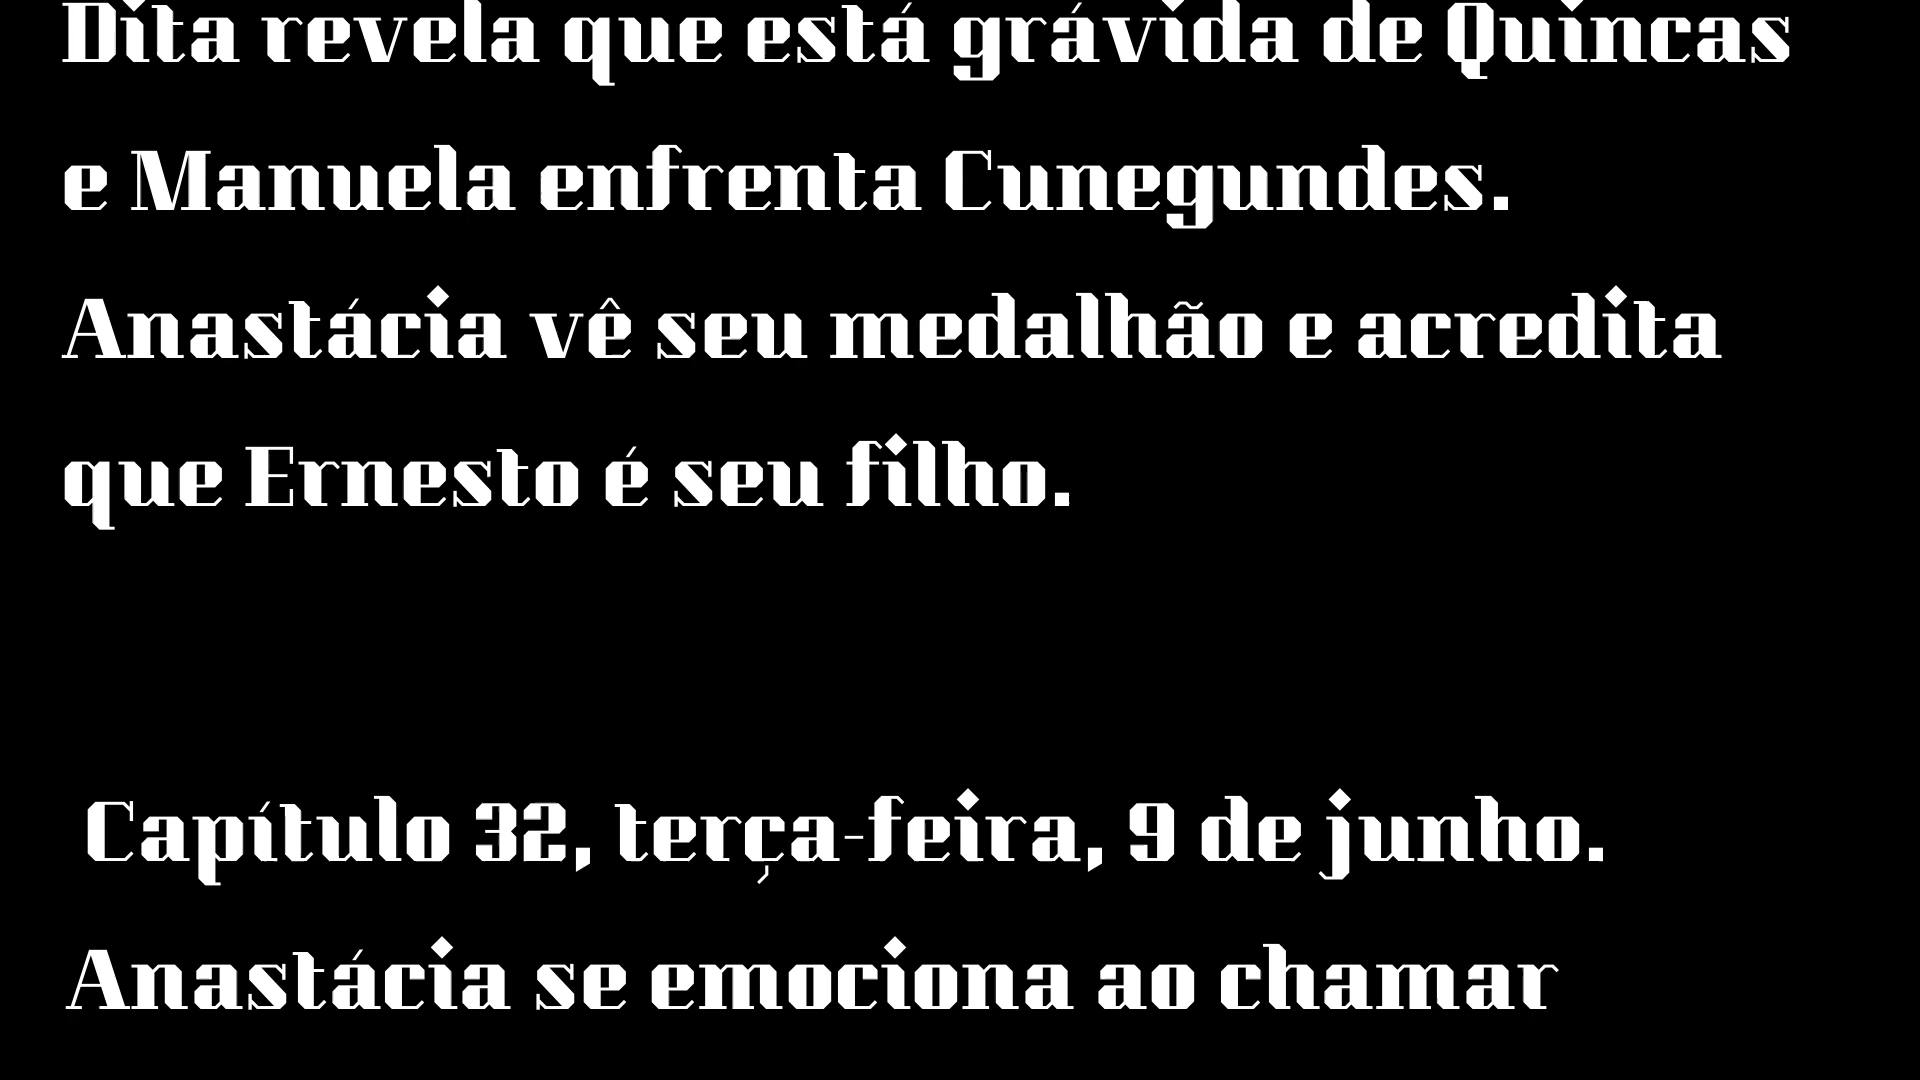 Dita revela que está grávida de Quincas
e Manuela enfrenta Cunegundes.
Anastácia vê seu medalhão e acredita
que Ernesto é seu filho.
Capítulo 32, terça-feira, 9 de junho.
Anastácia se emociona ao chamar